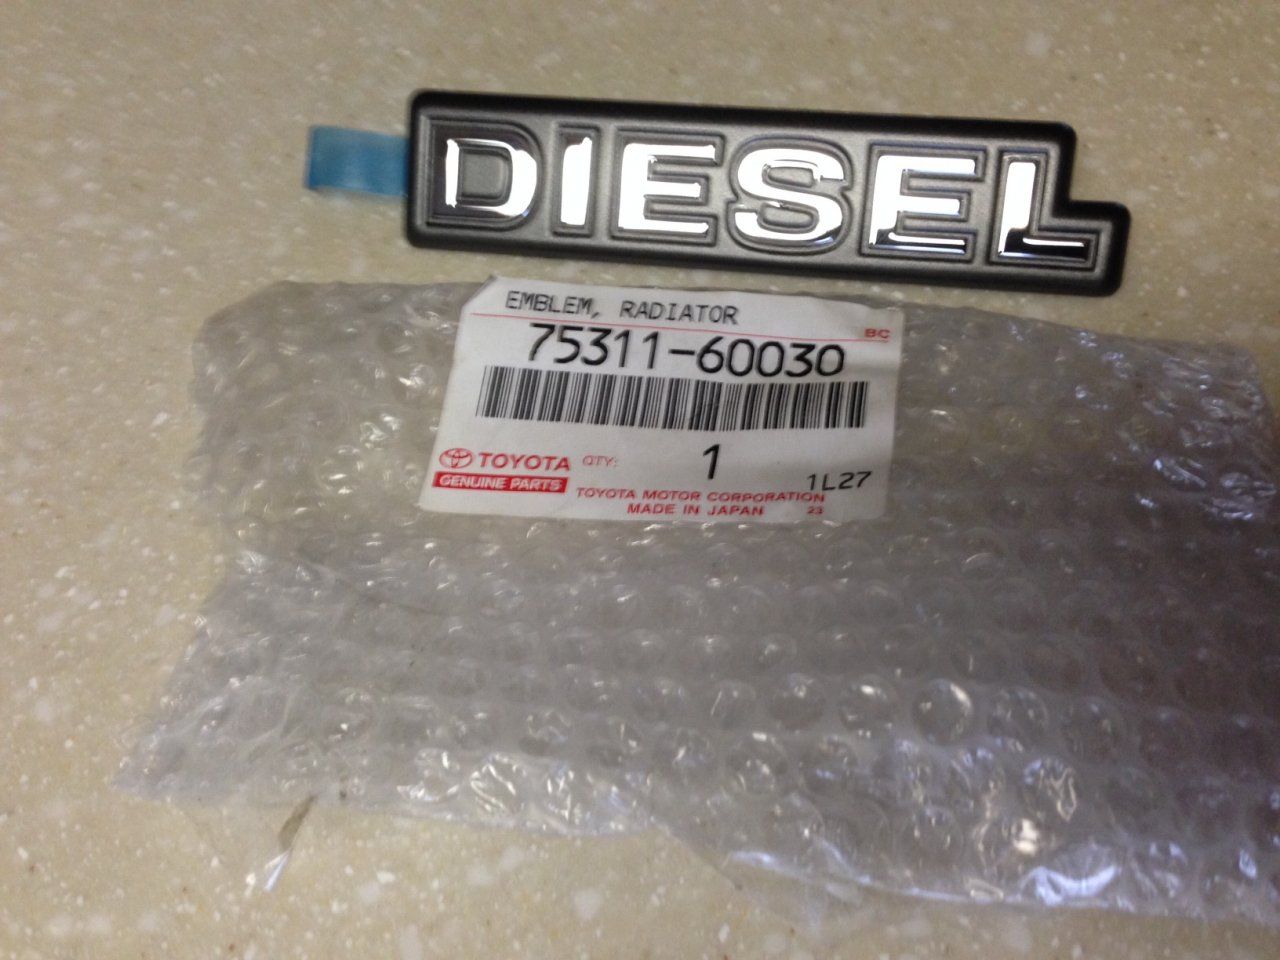 DIESEL
EMBLEM, RADIATOR
BC
75311-60030
TOYOTA
GENUINE PARTS
QTY: 1
1L27
TOYOTA MOTOR CORPORATION
MADE IN JAPAN 23